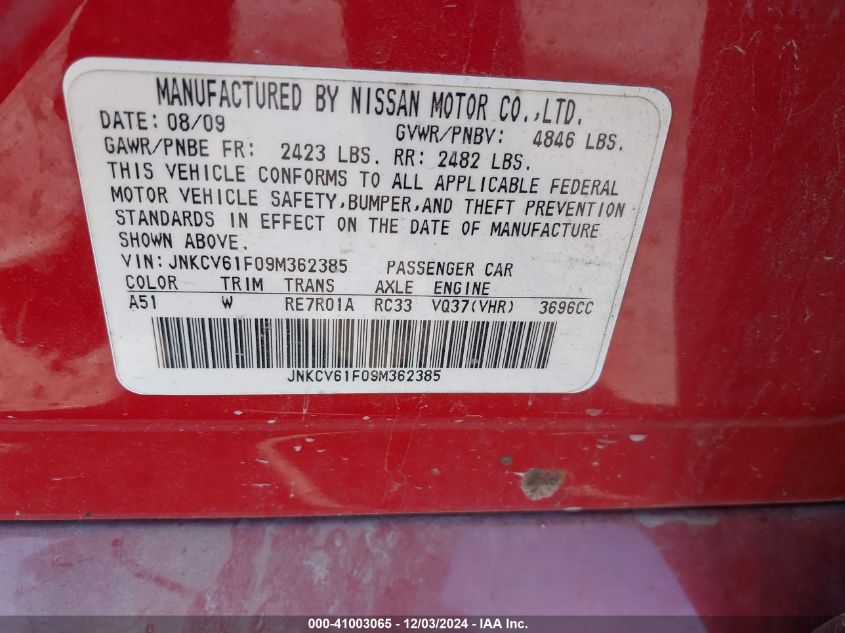 MANUFACTURED BY NISSAN MOTOR CO.,LTD.
DATE: 08/09 GVWR/PNBV: 4846 LBS.
GAWR/PNBE FR: 2423 LBS. RR: 2482 LBS.
THIS VEHICLE CONFORMS TO ALL APPLICABLE FEDERAL
MOTOR VEHICLE SAFETY,BUMPER,AND THEFT PREVENTION
STANDARDS IN EFFECT ON THE DATE OF MANUFACTURE
SHOWN ABOVE.
VIN: JNKCV61F09M362385 PASSENGER CAR
COLOR TRIM TRANS AXLE ENGINE
A51 W RE7R01A RC33 VQ37(VHR) 3696CC
JNKCV61F09M362385
000-41003065 - 12/03/2024 - IAA Inc.